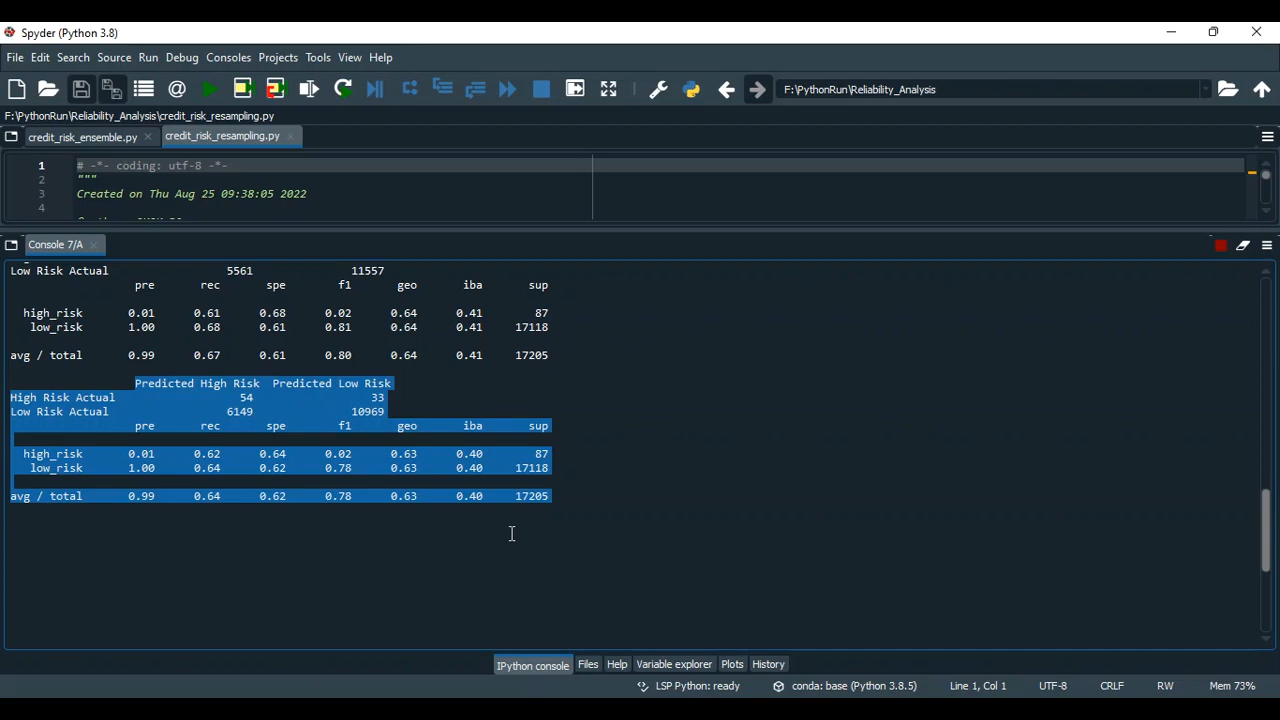 Spyder (Python 3.8)
File Edit Search Source Run Debug Consoles Projects Tools View Help
F:\PythonRun\Reliability_Analysis
F:\PythonRun\Reliability_Analysis\credit_risk_resampling.py
credit_risk_ensemble.py credit_risk_resampling.py
1 # -*- coding: utf-8 -*-
2 """
3 Created on Thu Aug 25 09:38:05 2022
4
Console 7/A
Low Risk Actual 5561 11557
pre rec spe f1 geo iba sup
high_risk 0.01 0.61 0.68 0.02 0.64 0.41 87
low_risk 1.00 0.68 0.61 0.81 0.64 0.41 17118
avg / total 0.99 0.67 0.61 0.80 0.64 0.41 17205
Predicted High Risk Predicted Low Risk
High Risk Actual 54 33
Low Risk Actual 6149 10969
pre rec spe f1 geo iba sup
high_risk 0.01 0.62 0.64 0.02 0.63 0.40 87
low_risk 1.00 0.64 0.62 0.78 0.63 0.40 17118
avg / total 0.99 0.64 0.62 0.78 0.63 0.40 17205
IPython console Files Help Variable explorer Plots History
LSP Python: ready conda: base (Python 3.8.5) Line 1, Col 1 UTF-8 CRLF RW Mem 73%